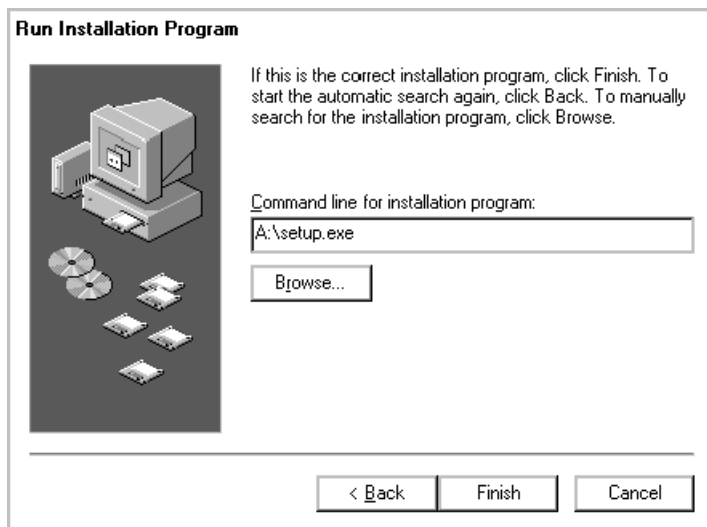 Run Installation Program
If this is the correct installation program, click Finish. To
start the automatic search again, click Back. To manually
search for the installation program, click Browse.
Command line for installation program:
A:\setup.exe
Browse...
< Back
Finish
Cancel